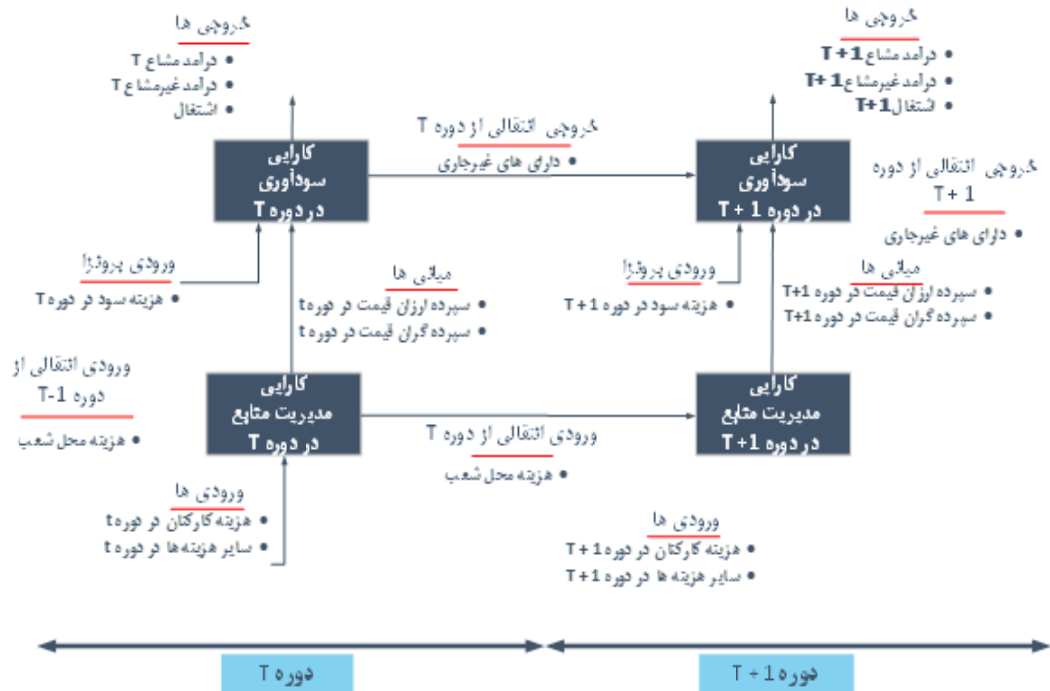 خروجی ها
• درامد مشاع T
• درامد غیرمشاع T
• اشتغال
خروجی ها
• درامد مشاع T+1
• درامد غیرمشاع T+1
• اشتغال T+1
کارایی
سودآوری
در دوره T
خروجی انتقالی از دوره T
• دارای های غیرجاری
کارایی
سودآوری
در دوره T + 1
خروجی انتقالی از دوره
T + 1
• دارای های غیرجاری
ورودی برونزا
• هزینه سود در دوره T
میانی ها
• سپرده ارزان قیمت در دوره t
• سپرده گران قیمت در دوره t
ورودی برونزا
• هزینه سود در دوره T+1
میانی ها
• سپرده ارزان قیمت در دوره T+1
• سپرده گران قیمت در دوره T+1
ورودی انتقالی از
دوره T-1
• هزینه محل شعب
کارایی
مدیریت منابع
در دوره T
ورودی انتقالی از دوره T
• هزینه محل شعب
کارایی
مدیریت منابع
در دوره T+1
ورودی ها
• هزینه کارکنان در دوره t
• سایر هزینه‌ها در دوره t
ورودی ها
• هزینه کارکنان در دوره T+1
• سایر هزینه ها در دوره T+1
دوره T
دوره T + 1